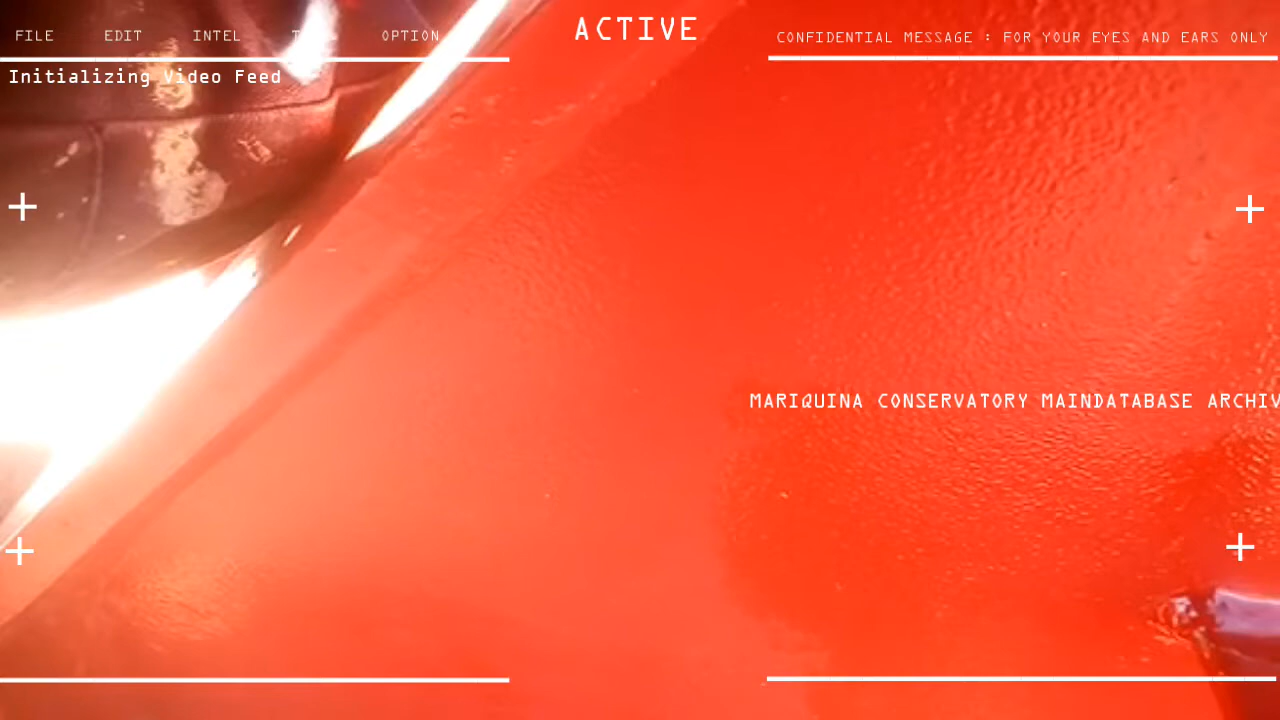 FILE EDIT INTEL OPTION
ACTIVE
CONFIDENTIAL MESSAGE : FOR YOUR EYES AND EARS ONLY
Initializing Video Feed
MARIQUINA CONSERVATORY MAINDATABASE ARCHIV